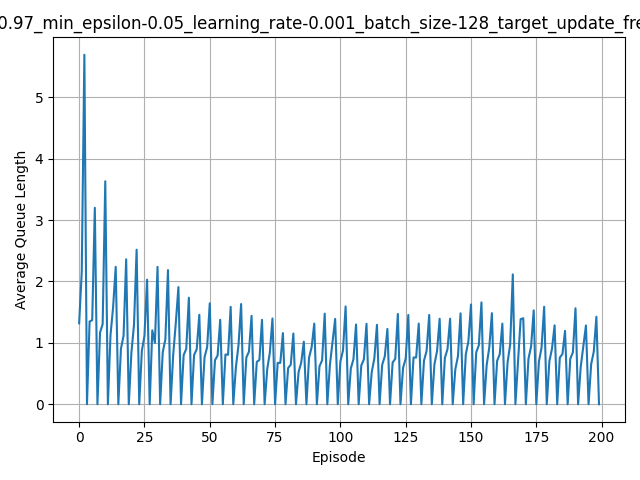 0.97_min_epsilon-0.05_learning_rate-0.001_batch_size-128_target_update_fre
Average Queue Length
5
4
3
2
1
0
0 25 50 75 100 125 150 175 200
Episode